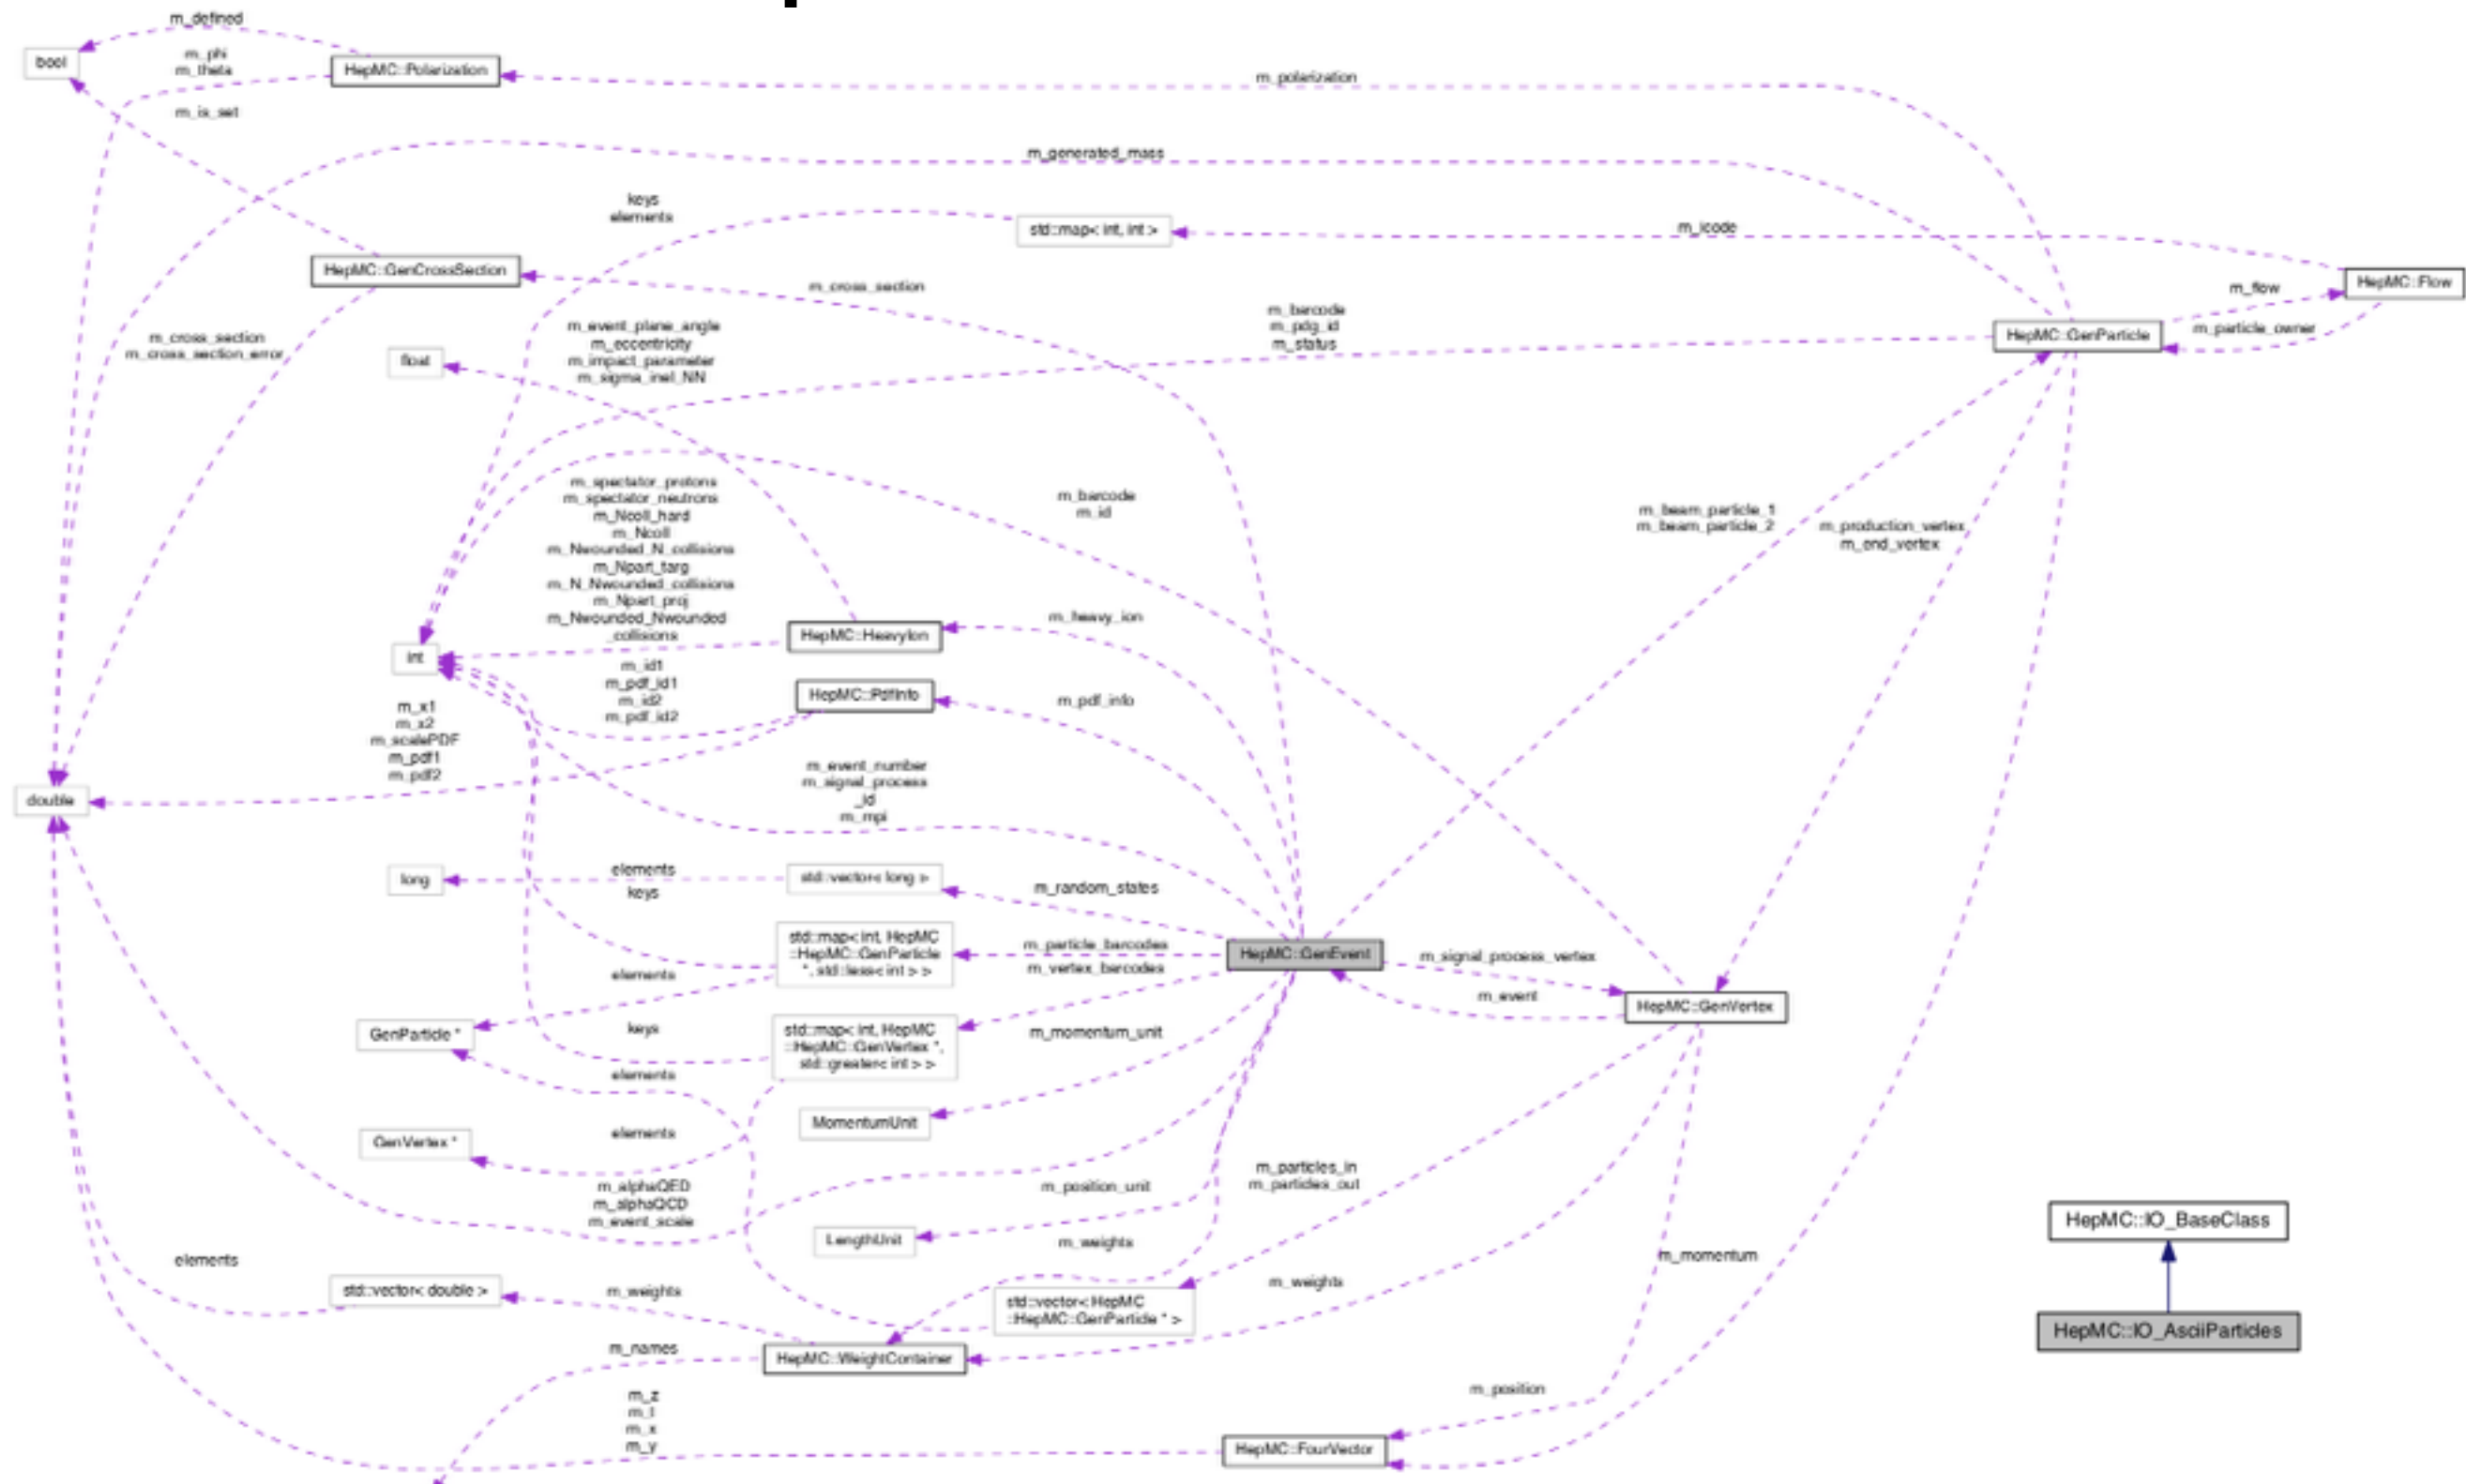 m_defined
bool
m_phi
m_theta
HepMC::Polarization
m_polarization
m_is_set
m_generated_mass
keys
elements
std::map< int, int >
m_icode
HepMC::GenCrossSection
m_cross_section
HepMC::Flow
m_flow
m_barcode
m_pdg_id
m_status
HepMC::GenParticle
m_particle_owner
m_cross_section
m_cross_section_error
float
m_event_plane_angle
m_eccentricity
m_impact_parameter
m_sigma_inel_NN
m_spectator_protons
m_spectator_neutrons
m_Ncoll_hard
m_Ncoll
m_Nwounded_N_collisions
m_Npart_targ
m_N_Nwounded_collisions
m_Npart_proj
m_Nwounded_Nwounded
_collisions
m_barcode
m_id
m_beam_particle_1
m_beam_particle_2
m_production_vertex
m_end_vertex
HepMC::HeavyIon
m_heavy_ion
int
m_id1
m_pdf_id1
m_id2
m_pdf_id2
HepMC::PdfInfo
m_pdf_info
m_x1
m_x2
m_scalePDF
m_pdf1
m_pdf2
double
m_event_number
m_signal_process
_id
m_mpi
long
elements
keys
std::vector< long >
m_random_states
std::map< int, HepMC
::HepMC::GenParticle
*, std::less< int > >
m_particle_barcodes
m_vertex_barcodes
HepMC::GenEvent
m_signal_process_vertex
m_event
HepMC::GenVertex
elements
GenParticle *
keys
std::map< int, HepMC
::HepMC::GenVertex *,
std::greater< int > >
m_momentum_unit
elements
MomentumUnit
GenVertex *
elements
m_alphaQED
m_alphaQCD
m_event_scale
m_position_unit
m_particles_in
m_particles_out
LengthUnit
m_weights
HepMC::IO_BaseClass
elements
m_momentum
std::vector< double >
m_weights
std::vector< HepMC
::HepMC::GenParticle * >
m_weights
HepMC::IO_AsciiParticles
m_names
HepMC::WeightContainer
m_position
m_z
m_t
m_x
m_y
HepMC::FourVector